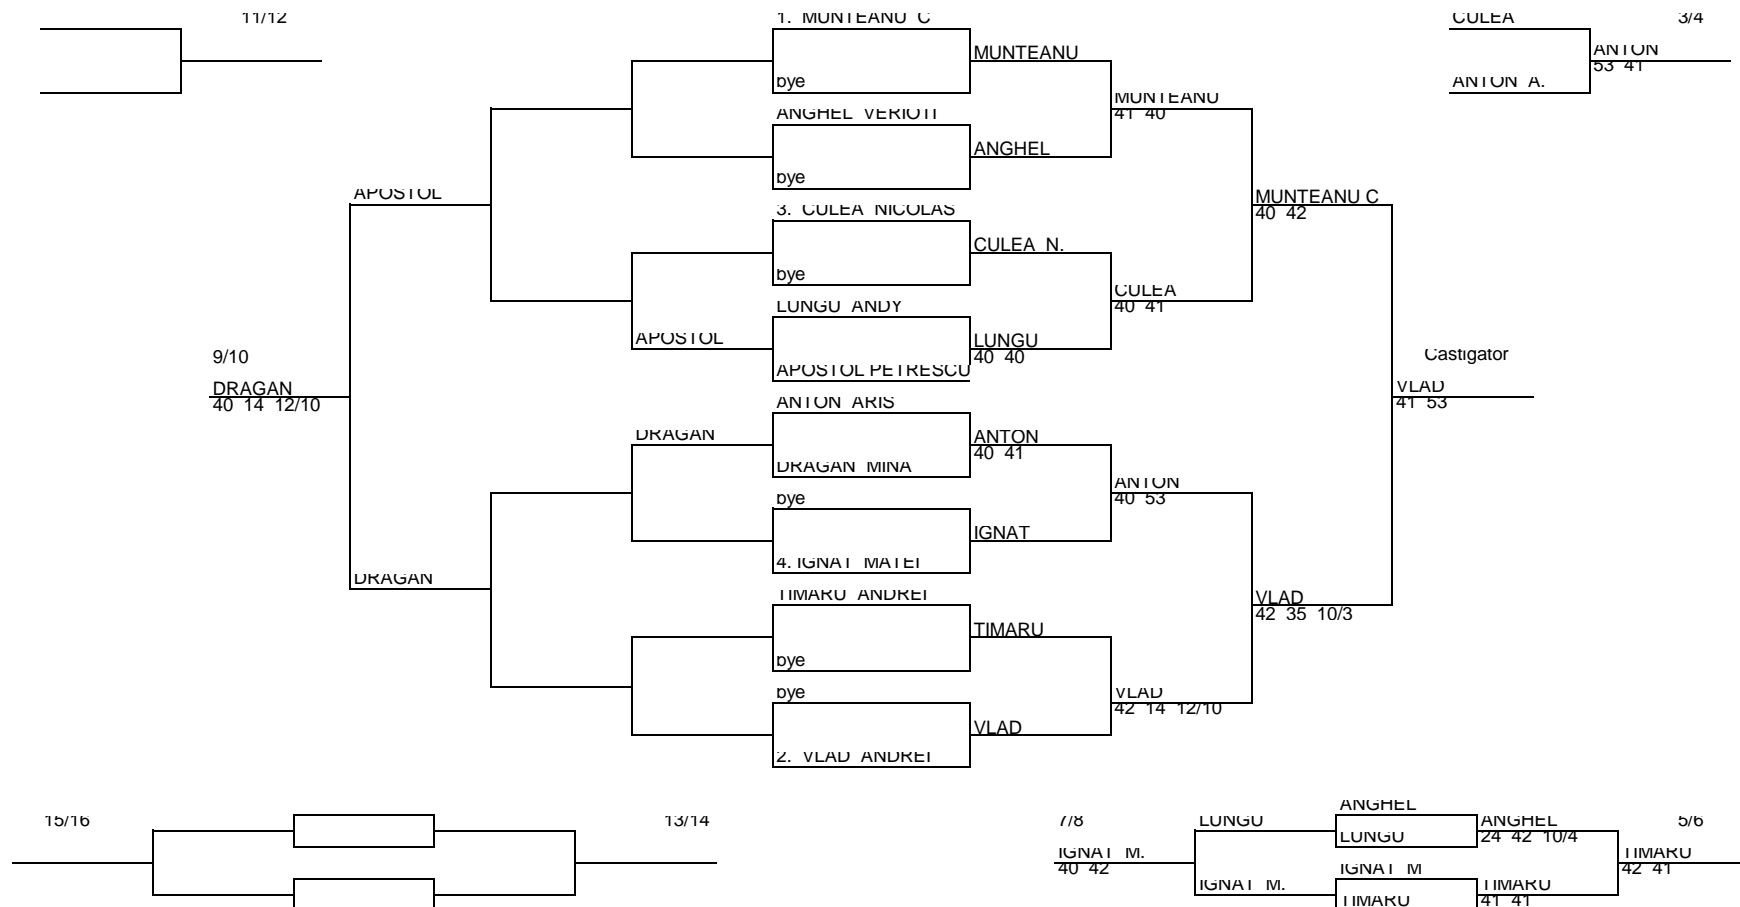 11/12
1. MUNTEANU C
bye
MUNTEANU
ANGHEL VERIOTI
bye
ANGHEL
MUNTEANU
41 40
3. CULEA NICOLAS
bye
CULEA N.
LUNGU ANDY
APOSTOL PETRESCU
LUNGU
40 40
CULEA
40 41
MUNTEANU C
40 42
ANTON ARIS
DRAGAN MINA
ANTON
40 41
bye
4. IGNAT MATEI
IGNAT
ANTON
40 53
TIMARU ANDREI
bye
TIMARU
bye
2. VLAD ANDREI
VLAD
VLAD
42 14 12/10
VLAD
42 35 10/3
Castigator
VLAD
41 53
CULEA
ANTON A.
3/4
ANTON
53 41
APOSTOL
APOSTOL
DRAGAN
DRAGAN
9/10
DRAGAN
40 14 12/10
15/16
13/14
7/8
IGNAT M.
40 42
LUNGU
IGNAT M.
ANGHEL
LUNGU
IGNAT M
TIMARU
ANGHEL
24 42 10/4
TIMARU
41 41
5/6
TIMARU
42 41